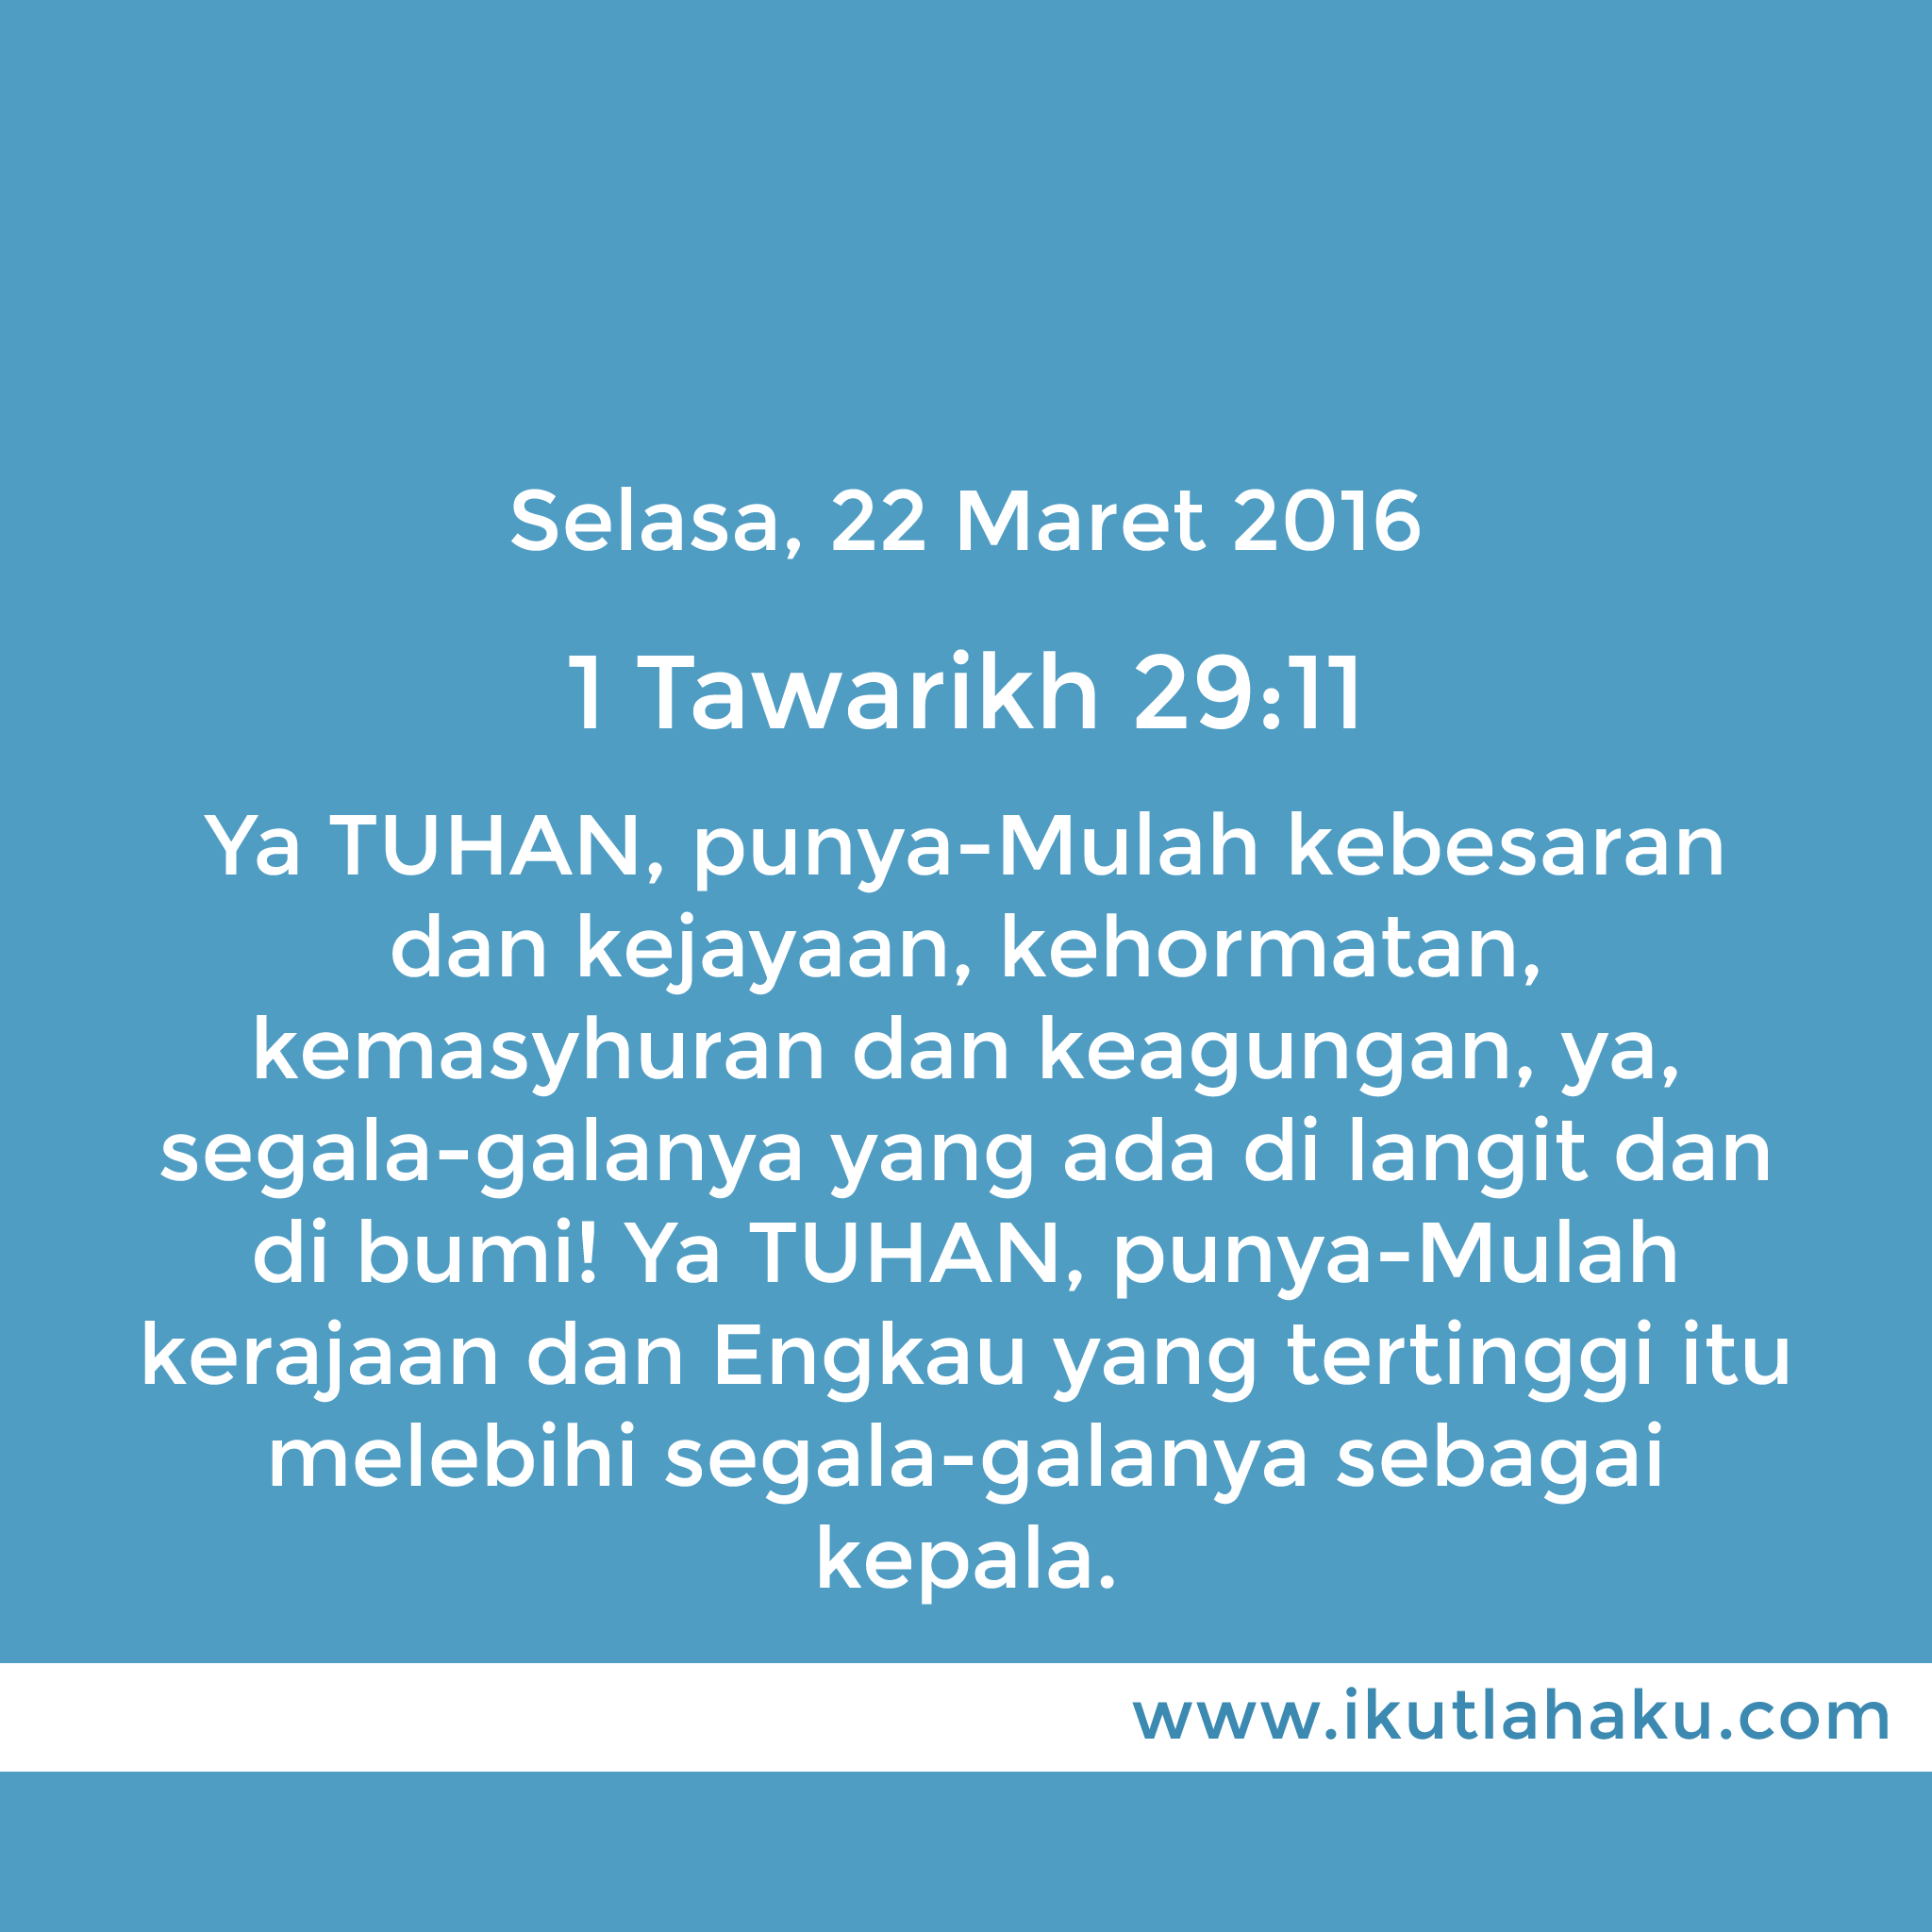 Selasa, 22 Maret 2016
1 Tawarikh 29:11
Ya TUHAN, punya-Mulah kebesaran
dan kejayaan, kehormatan,
kemasyhuran dan keagungan, ya,
segala-galanya yang ada di langit dan
di bumi! Ya TUHAN, punya-Mulah
kerajaan dan Engkau yang tertinggi itu
melebihi segala-galanya sebagai
kepala.
www.ikutlahaku.com